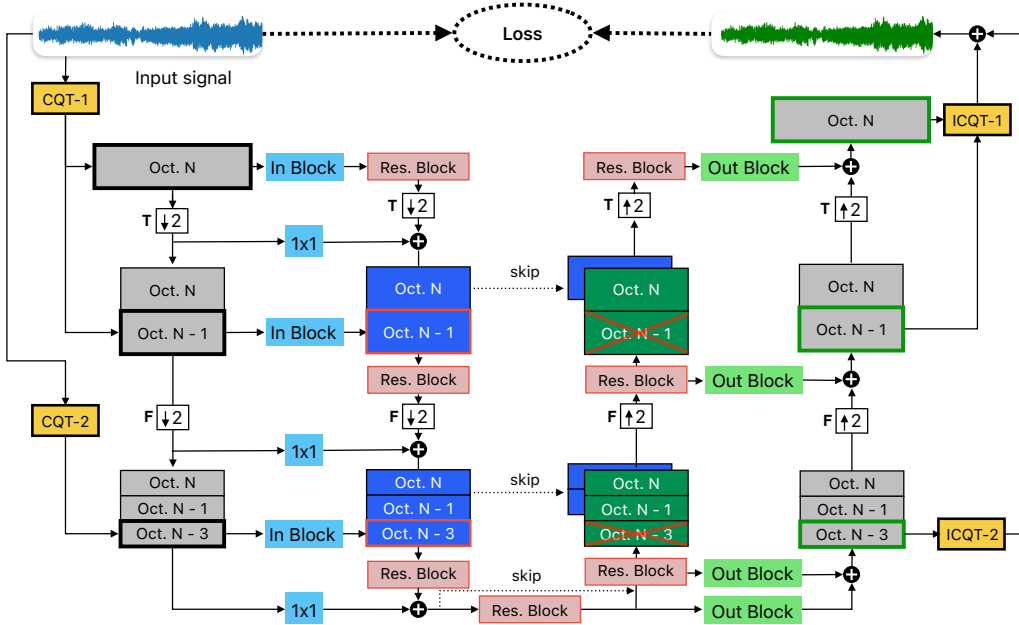 Loss
Input signal
CQT-1
Oct. N
ICQT-1
Oct. N
In Block
Res. Block
Res. Block
Out Block
T
↓2
T
↓2
T
↑2
T
↑2
1x1
skip
Oct. N
Oct. N
Oct. N
Oct. N
Oct. N - 1
In Block
Oct. N - 1
Oct. N - 1
Oct. N - 1
Res. Block
Res. Block
Out Block
CQT-2
F
↓2
F
↓2
F
↑2
F
↑2
1x1
skip
Oct. N
Oct. N
Oct. N
Oct. N
Oct. N - 1
Oct. N - 1
Oct. N - 1
Oct. N - 1
Oct. N - 3
In Block
Oct. N - 3
Oct. N - 3
Oct. N - 3
ICQT-2
Res. Block
skip
Res. Block
Out Block
1x1
Res. Block
Out Block